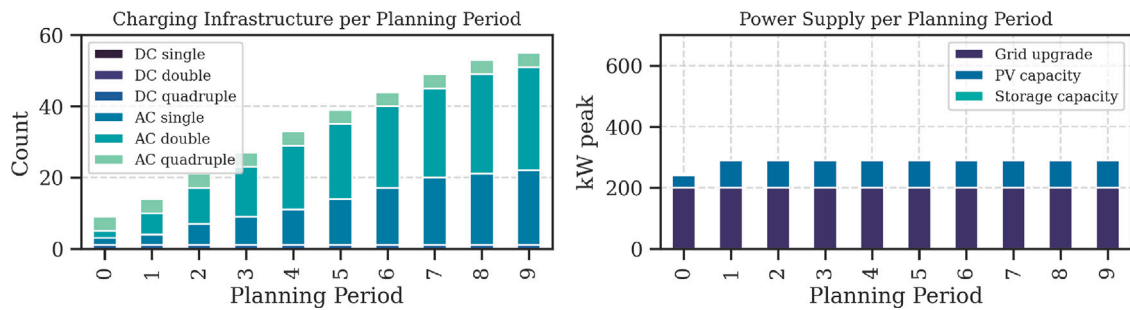 Charging Infrastructure per Planning Period
60
40
20
0
Count
DC single
DC double
DC quadruple
AC single
AC double
AC quadruple
0 1 2 3 4 5 6 7 8 9
Planning Period
Power Supply per Planning Period
600
400
200
0
kW peak
Grid upgrade
PV capacity
Storage capacity
0 1 2 3 4 5 6 7 8 9
Planning Period